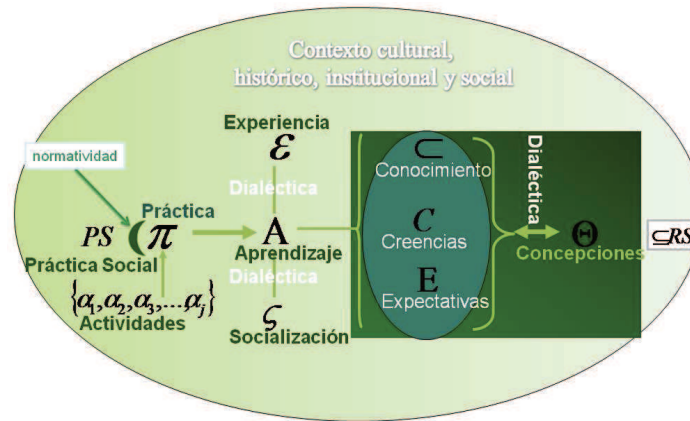 Contexto cultural,
histórico, institucional y social
Experiencia
ε
normatividad
Dialéctica
Práctica
PS (π
Práctica Social
{α₁,α₂,α₃,...,αⱼ}
Actividades
A
Aprendizaje
Dialéctica
ς
Socialización
⊂
Conocimiento
C
Creencias
E
Expectativas
Dialéctica
Θ
Concepciones
⊆RS